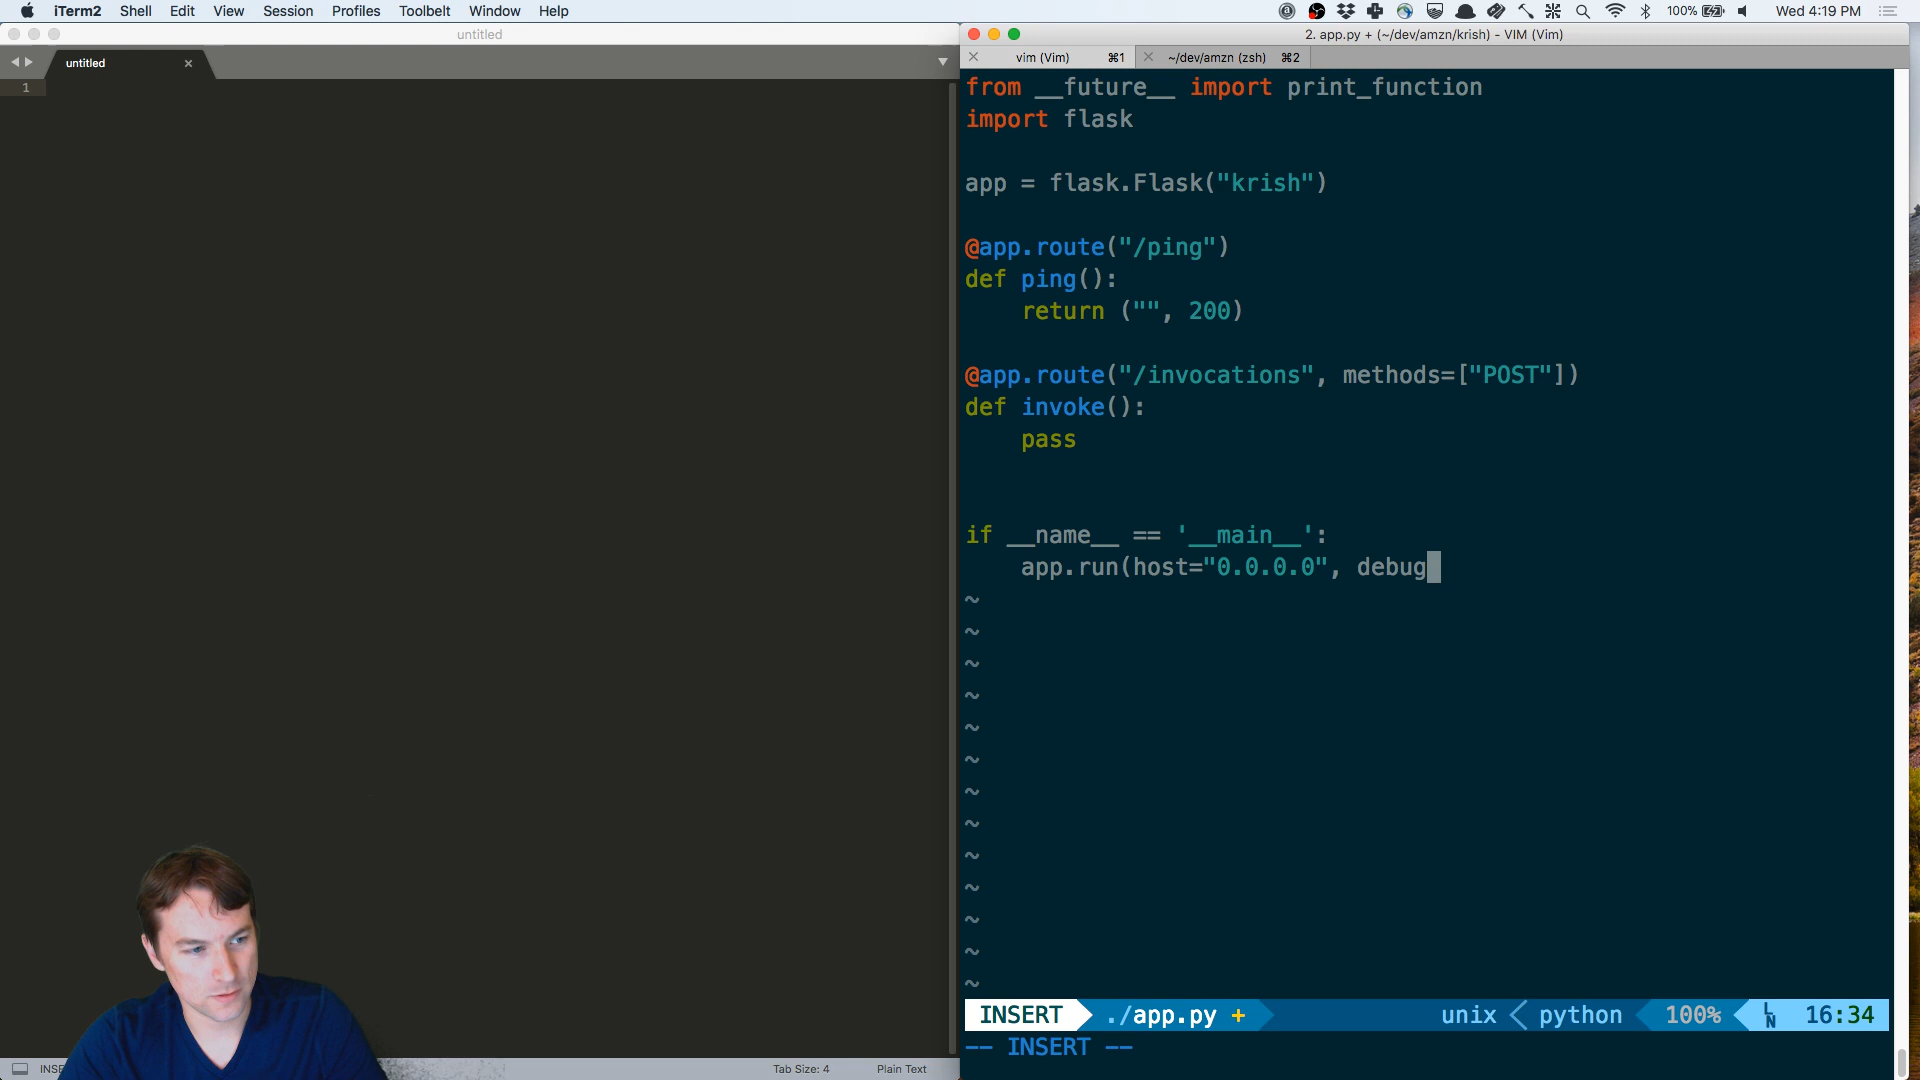 iTerm2 Shell Edit View Session Profiles Toolbelt Window Help
100% Wed 4:19 PM
untitled
untitled ×
1
INSE
Tab Size: 4 Plain Text
2. app.py + (~/dev/amzn/krish) - VIM (Vim)
× vim (Vim) ⌘1 × ~/dev/amzn (zsh) ⌘2
from __future__ import print_function
import flask
app = flask.Flask("krish")
@app.route("/ping")
def ping():
return ("", 200)
@app.route("/invocations", methods=["POST"])
def invoke():
pass
if __name__ == '__main__':
app.run(host="0.0.0.0", debug
~
~
~
~
~
~
~
~
~
~
~
~
~
INSERT ./app.py + unix < python 100% LN 16:34
-- INSERT --